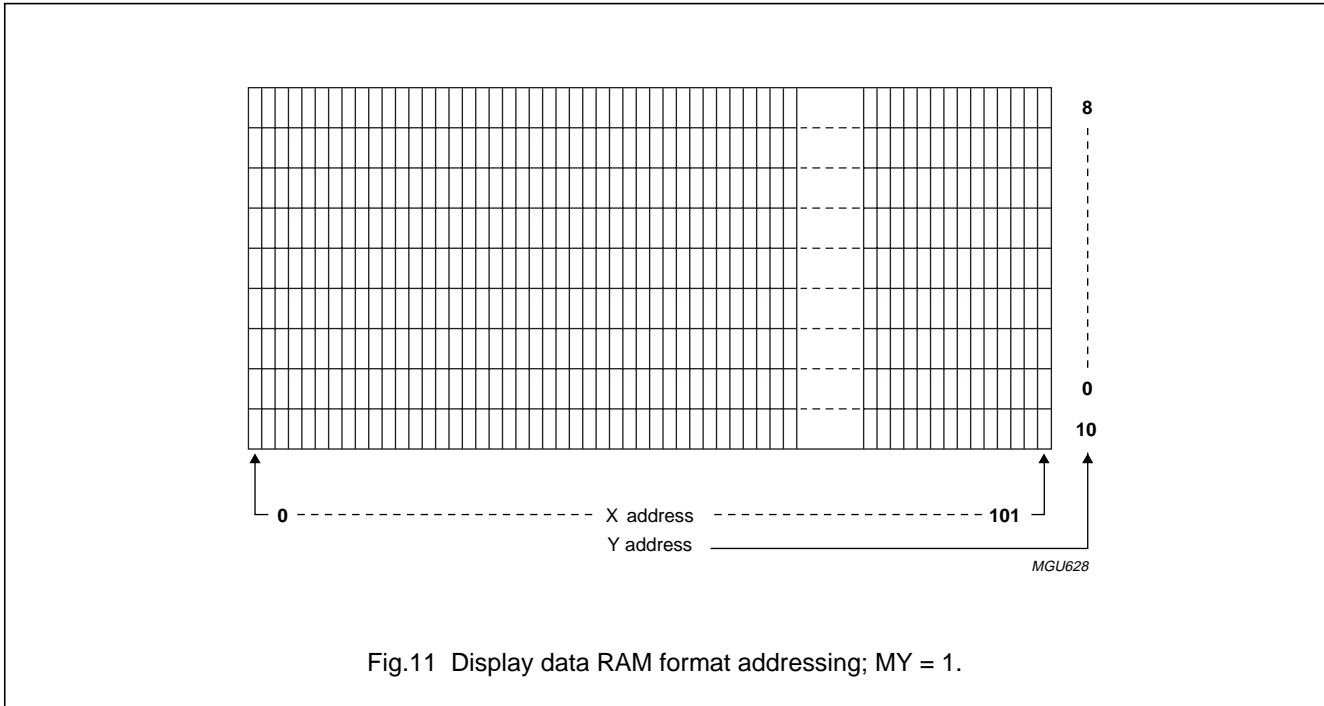 8
0
10
0 X address 101
Y address
MGU628
Fig.11 Display data RAM format addressing; MY = 1.